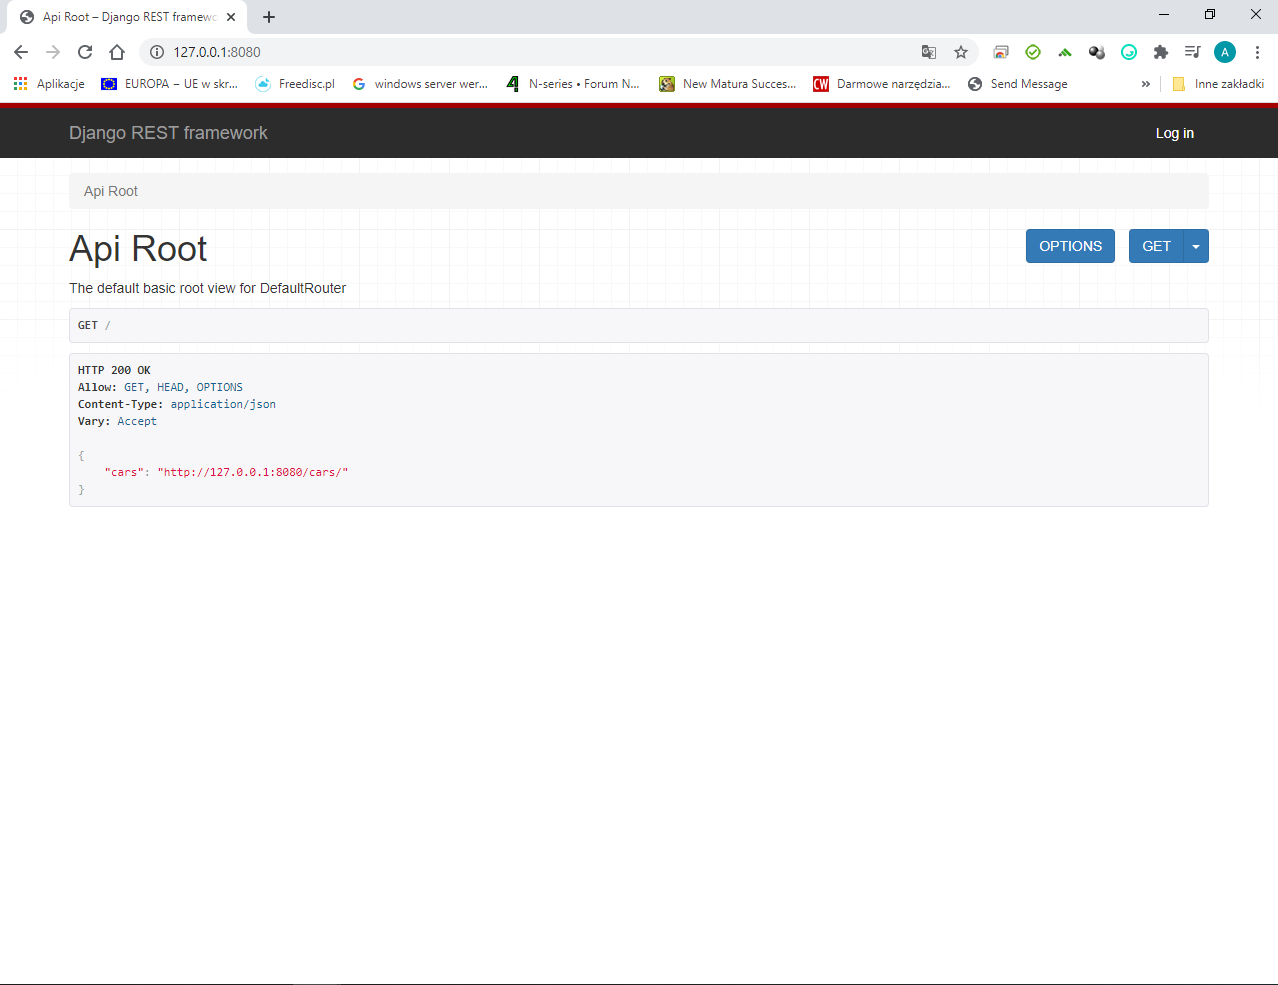 Api Root – Django REST framewo
127.0.0.1:8080
A
Aplikacje
EUROPA – UE w skr...
Freedisc.pl
windows server wer...
N-series • Forum N...
New Matura Succes...
CW
Darmowe narzędzia...
Send Message
»
Inne zakładki
Django REST framework
Log in
Api Root
Api Root
OPTIONS
GET
The default basic root view for DefaultRouter
GET /
HTTP 200 OK
Allow: GET, HEAD, OPTIONS
Content-Type: application/json
Vary: Accept
{
"cars": "http://127.0.0.1:8080/cars/"
}